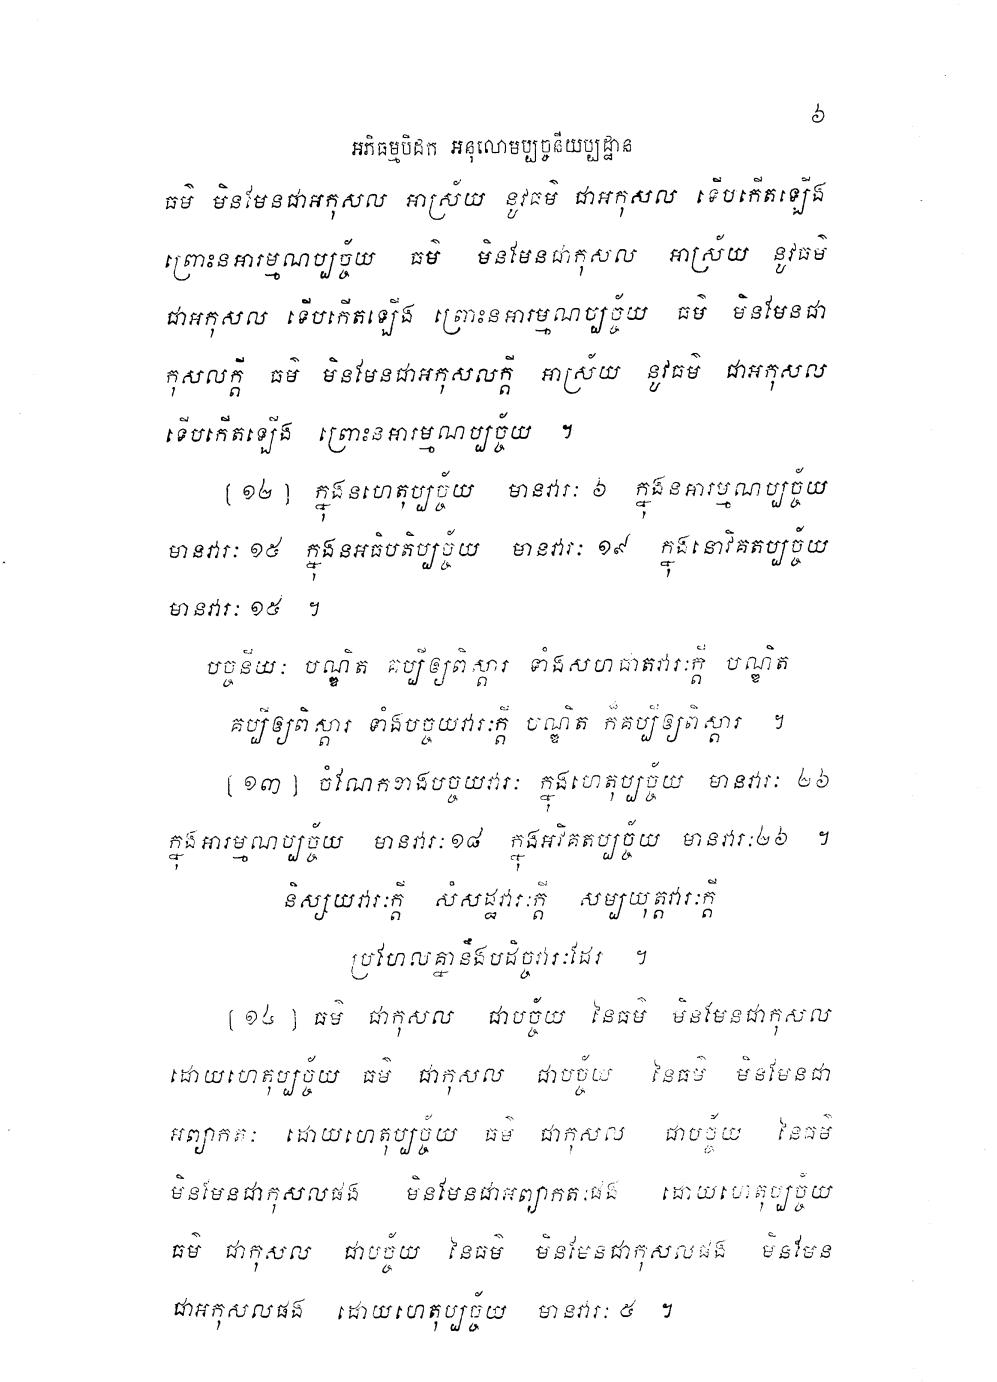 ៦
អភិធម្មបិដក អនុលោមប្បច្ចនីយប្បដ្ឋាន
ធម៌ មិនមែនជាអកុសល អាស្រ័យ នូវធម៌ ជាអកុសល ទើបកើតឡើង
ព្រោះនអារម្មណប្បច្ច័យ ធម៌ មិនមែនជាកុសល អាស្រ័យ នូវធម៌
ជាអកុសល ទើបកើតឡើង ព្រោះនអារម្មណប្បច្ច័យ ធម៌ មិនមែនជា
កុសលក្តី ធម៌ មិនមែនជាអកុសលក្តី អាស្រ័យ នូវធម៌ ជាអកុសល
ទើបកើតឡើង ព្រោះនអារម្មណប្បច្ច័យ ។
[ ១២ ] ក្នុងនហេតុប្បច្ច័យ មានវារៈ ៦ ក្នុងនអារម្មណប្បច្ច័យ
មានវារៈ ១៥ ក្នុងនអធិបតិប្បច្ច័យ មានវារៈ ១៩ ក្នុងនោវិគតប្បច្ច័យ
មានវារៈ ១៥ ។
បច្ចនីយៈ បណ្ឌិត គប្បីឲ្យពិស្តារ ទាំងសហជាតវារៈក្តី បណ្ឌិត
គប្បីឲ្យពិស្តារ ទាំងបច្ចយវារៈក្តី បណ្ឌិត ក៏គប្បីឲ្យពិស្តារ ។
[ ១៣ ] ចំណែកខាងបច្ចយវារៈ ក្នុងហេតុប្បច្ច័យ មានវារៈ ២៦
ក្នុងអារម្មណប្បច្ច័យ មានវារៈ ១៨ ក្នុងអវិគតប្បច្ច័យ មានវារៈ២៦ ។
និស្សយវារៈក្តី សំសដ្ឋវារៈក្តី សម្បយុត្តវារៈក្តី
ប្រហែលគ្នានឹងបដិច្ចវារៈដែរ ។
[ ១៤ ] ធម៌ ជាកុសល ជាបច្ច័យ នៃធម៌ មិនមែនជាកុសល
ដោយហេតុប្បច្ច័យ ធម៌ ជាកុសល ជាបច្ច័យ នៃធម៌ មិនមែនជា
អព្យាកតៈ ដោយហេតុប្បច្ច័យ ធម៌ ជាកុសល ជាបច្ច័យ នៃធម៌
មិនមែនជាកុសលផង មិនមែនជាអព្យាកតៈផង ដោយហេតុប្បច្ច័យ
ធម៌ ជាកុសល ជាបច្ច័យ នៃធម៌ មិនមែនជាកុសលផង មិនមែន
ជាអកុសលផង ដោយហេតុប្បច្ច័យ មានវារៈ ៥ ។